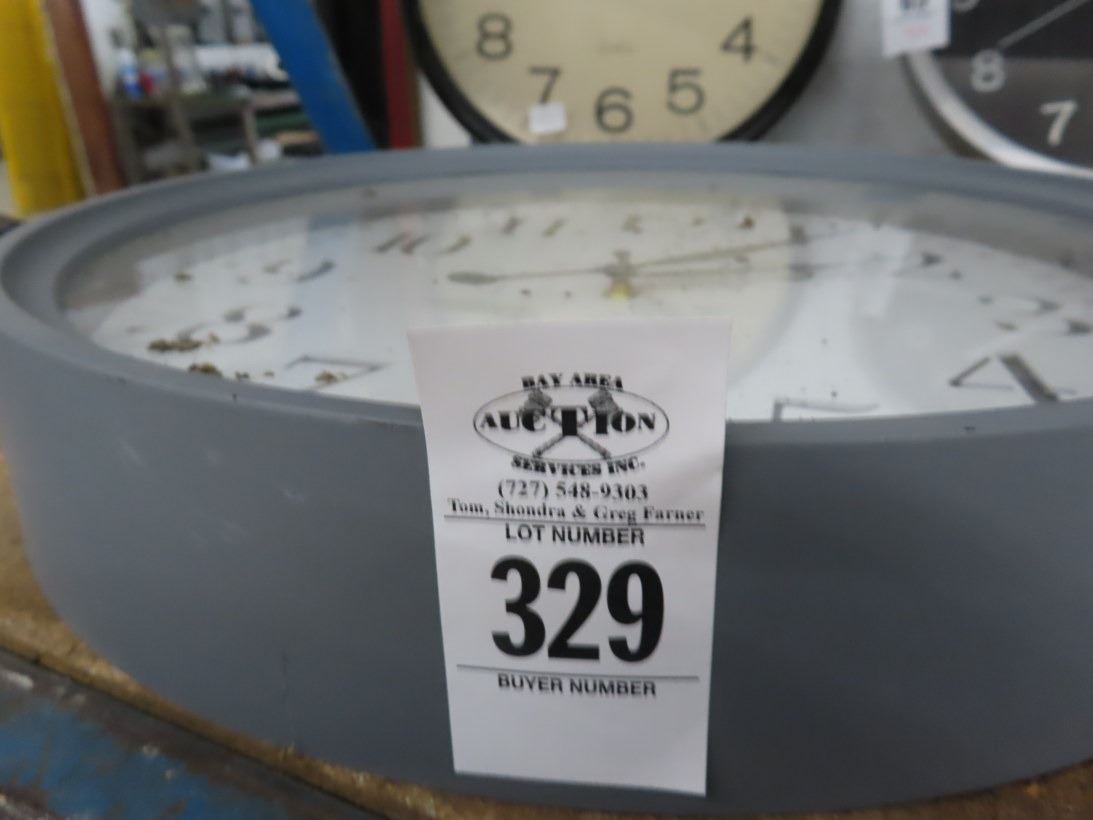 8 7 6 5 4
8 7
BAY AREA
AUCTION
SERVICES INC.
(727) 548-9303
Tom, Shondra & Greg Farner
LOT NUMBER
329
BUYER NUMBER